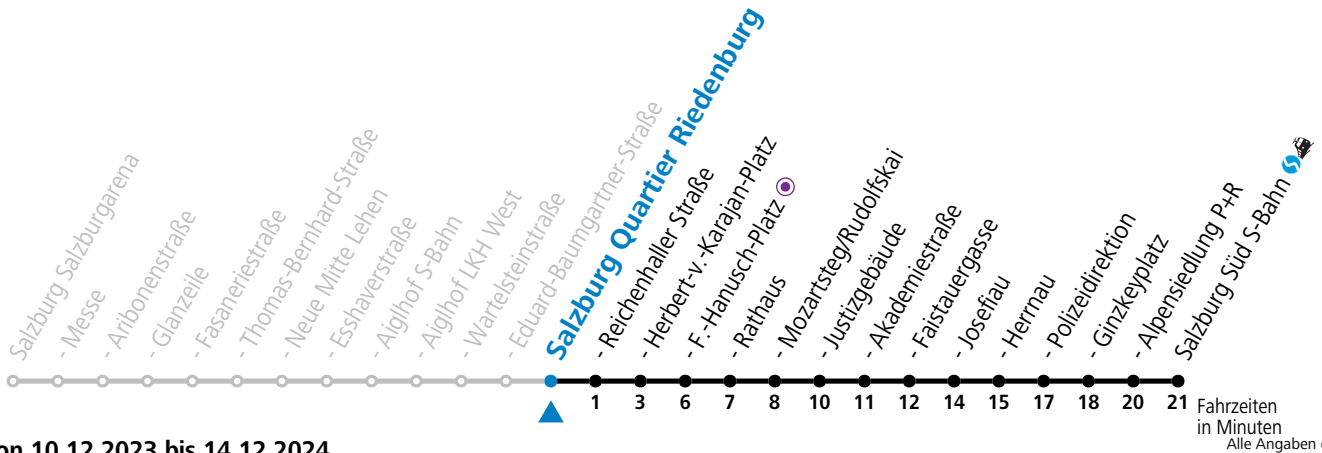 Salzburg Salzburgarena
- Messe
- Aribonenstraße
- Glanzeile
- Fasaneriestraße
- Thomas-Bernhard-Straße
- Neue Mitte Lehen
- Esshaverstraße
- Aiglhof S-Bahn
- Aiglhof LKH West
- Wartelsteinstraße
- Eduard-Baumgartner-Straße
Salzburg Quartier Riedenburg
- Reichenhaller Straße
- Herbert-v.-Karajan-Platz
- F.-Hanusch-Platz
- Rathaus
- Mozartsteg/Rudolfskai
- Justizgebäude
- Akademiestraße
- Faistauergasse
- Josefiau
- Herrnau
- Polizeidirektion
- Ginzkeyplatz
- Alpensiedlung P+R
Salzburg Süd S-Bahn
1 3 6 7 8 10 11 12 14 15 17 18 20 21
Fahrzeiten
in Minuten
Alle Angaben
on 10.12.2023 bis 14.12.2024